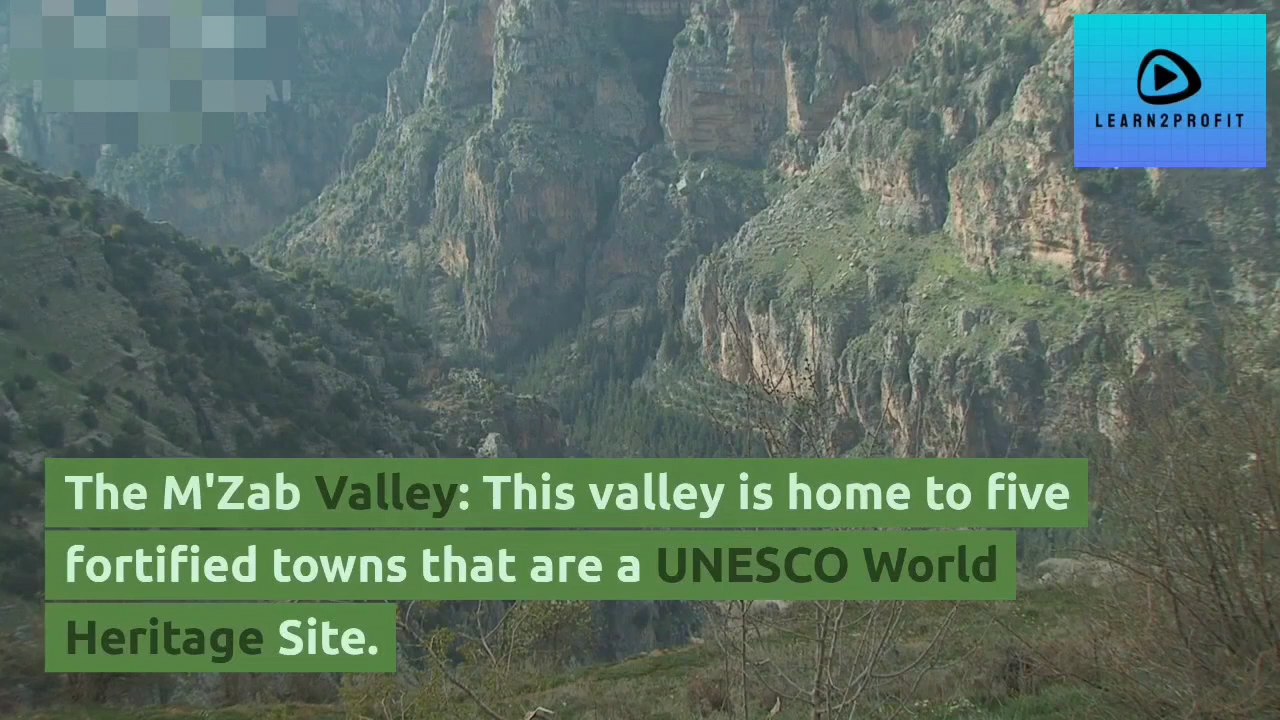 LEARN2PROFIT
The M'Zab Valley: This valley is home to five
fortified towns that are a UNESCO World
Heritage Site.